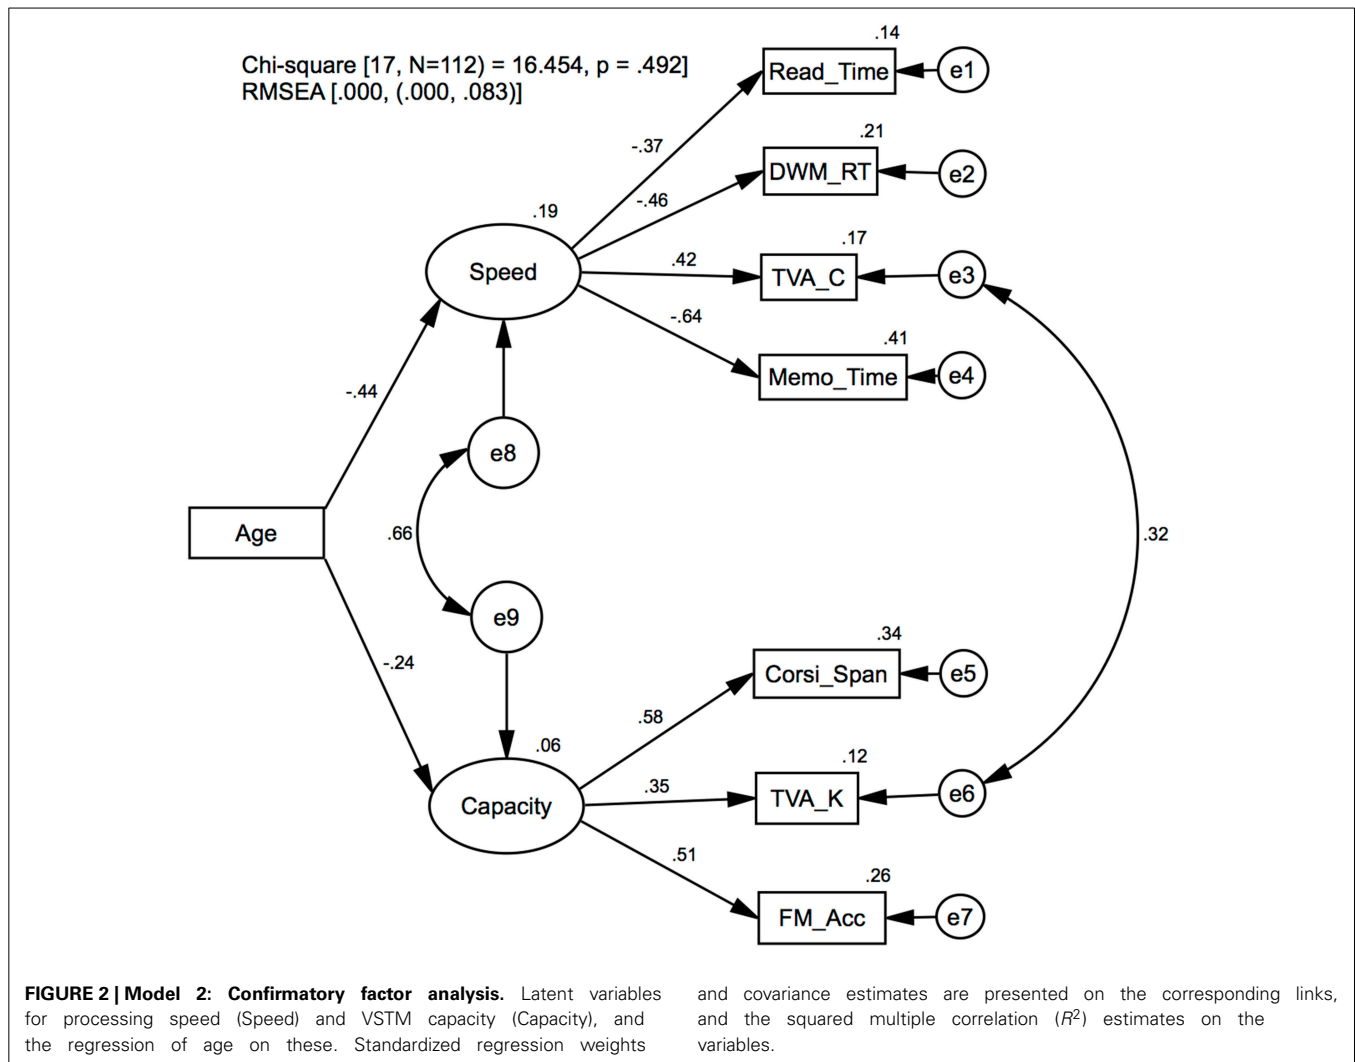 Chi-square [17, N=112) = 16.454, p = .492]
RMSEA [.000, (.000, .083)]
.14
Read_Time
e1
-.37
.21
DWM_RT
e2
-.46
.19
Speed
.17
.42
TVA_C
e3
-.64
.41
Memo_Time
e4
-.44
e8
Age
.66
.32
e9
-.24
.34
Corsi_Span
e5
.58
.06
Capacity
.12
.35
TVA_K
e6
.51
.26
FM_Acc
e7
FIGURE 2 | Model 2: Confirmatory factor analysis. Latent variables
for processing speed (Speed) and VSTM capacity (Capacity), and
the regression of age on these. Standardized regression weights
and covariance estimates are presented on the corresponding links,
and the squared multiple correlation (R²) estimates on the
variables.